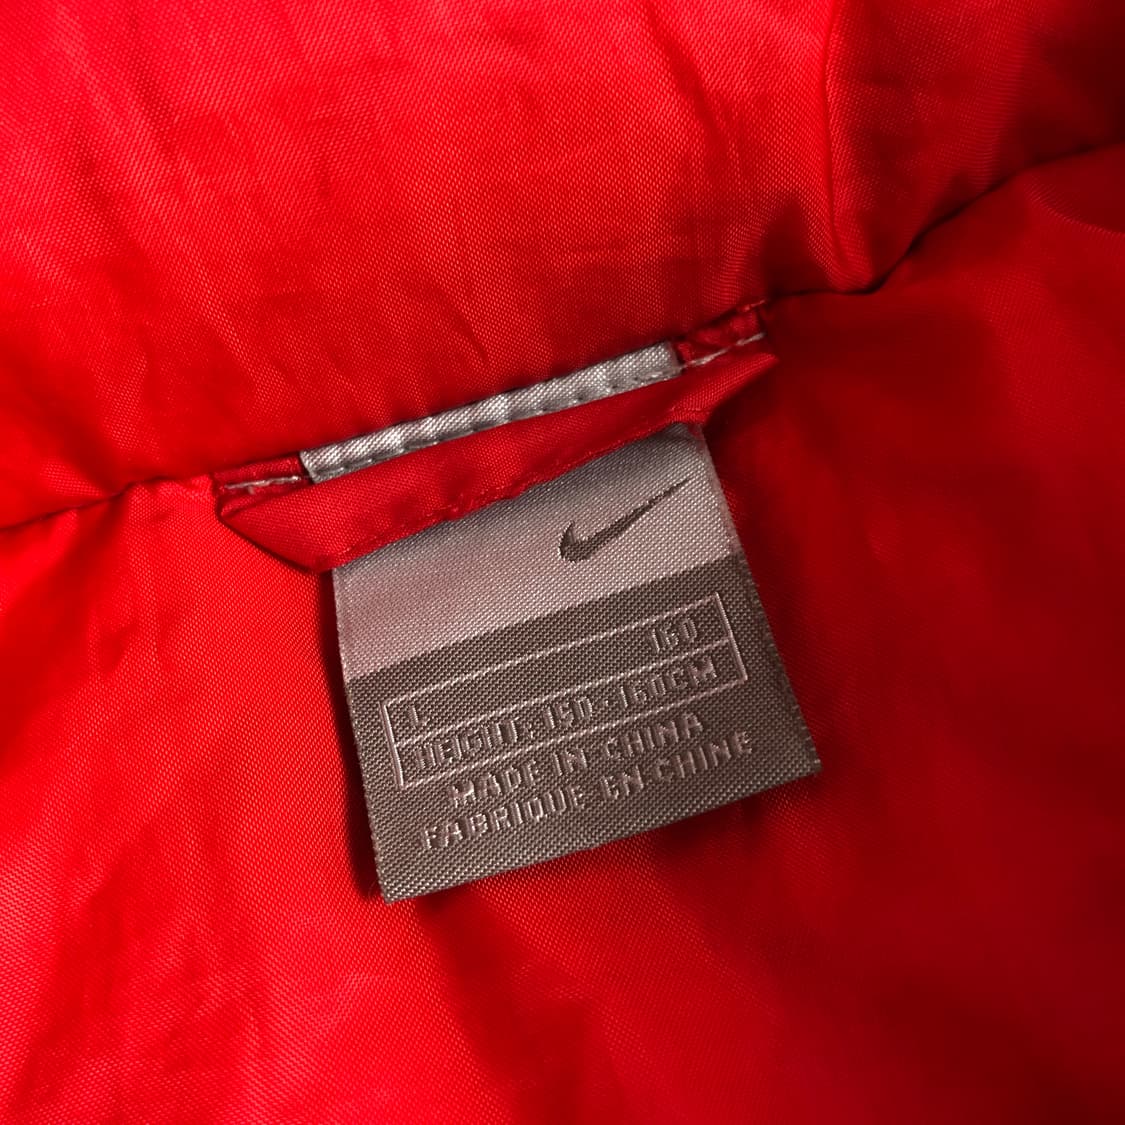 L 160
HEIGHT: 150 - 160CM
MADE IN CHINA
FABRIQUE EN CHINE